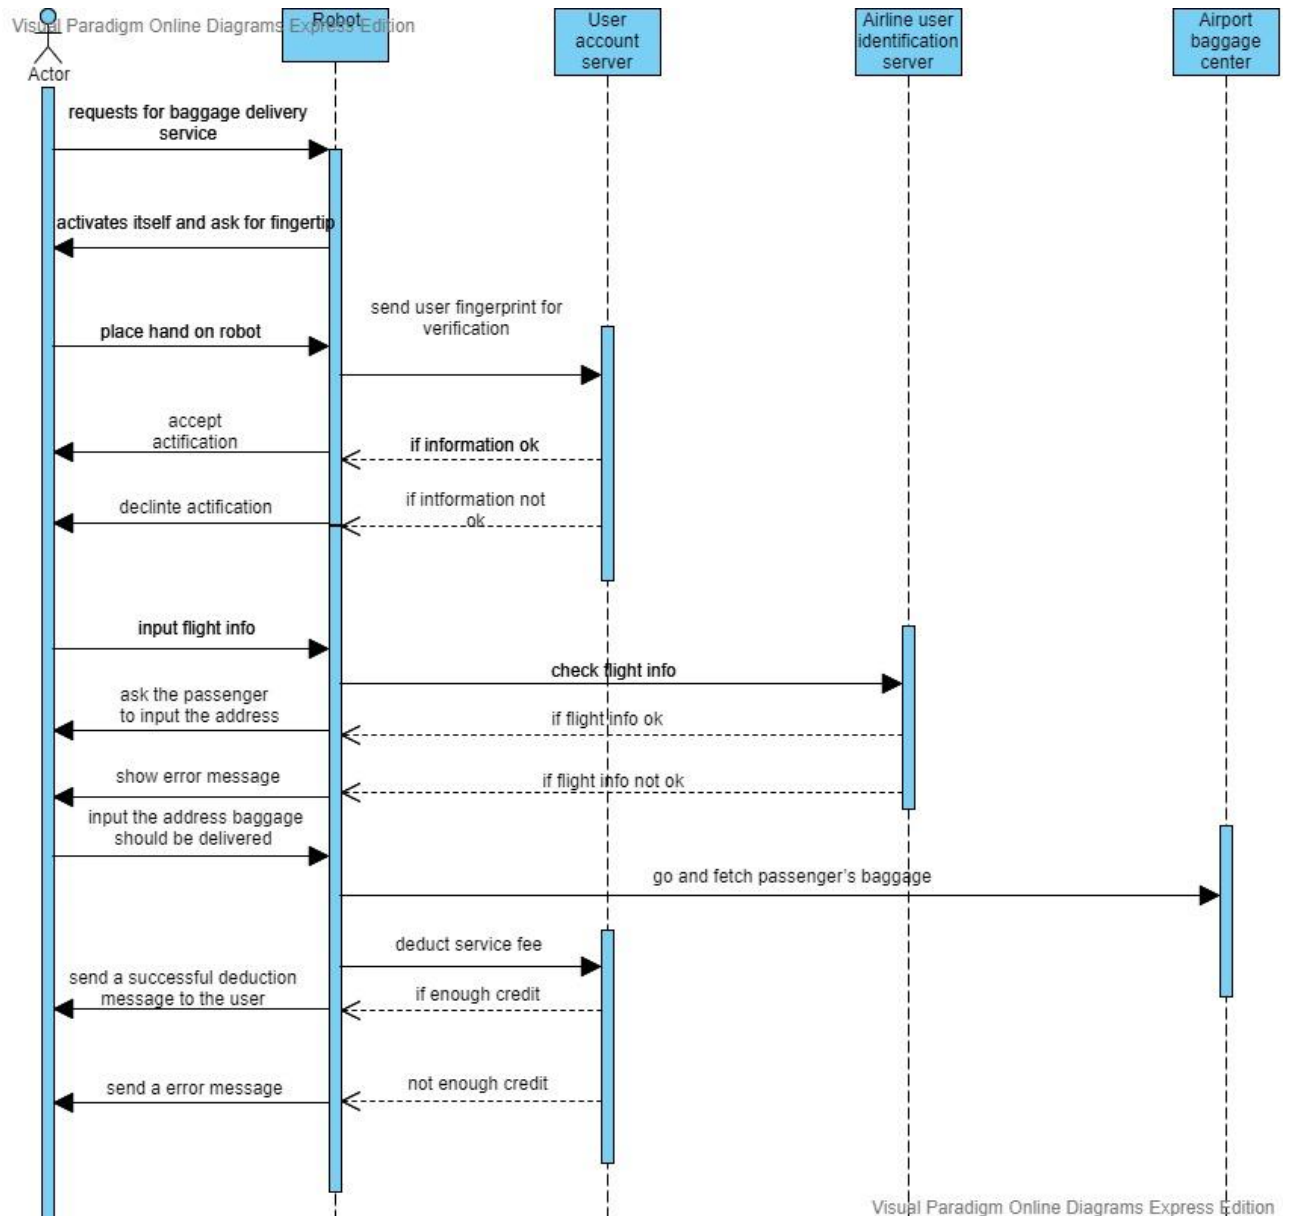 Visual Paradigm Online Diagrams Express Edition
Actor
Robot
User
account
server
Airline user
identification
server
Airport
baggage
center
requests for baggage delivery
service
activates itself and ask for fingertip
place hand on robot
send user fingerprint for
verification
accept
actification
if information ok
declinte actification
if intformation not
ok
input flight info
check flight info
ask the passenger
to input the address
if flight info ok
show error message
if flight info not ok
input the address baggage
should be delivered
go and fetch passenger's baggage
deduct service fee
send a successful deduction
message to the user
if enough credit
send a error message
not enough credit
Visual Paradigm Online Diagrams Express Edition